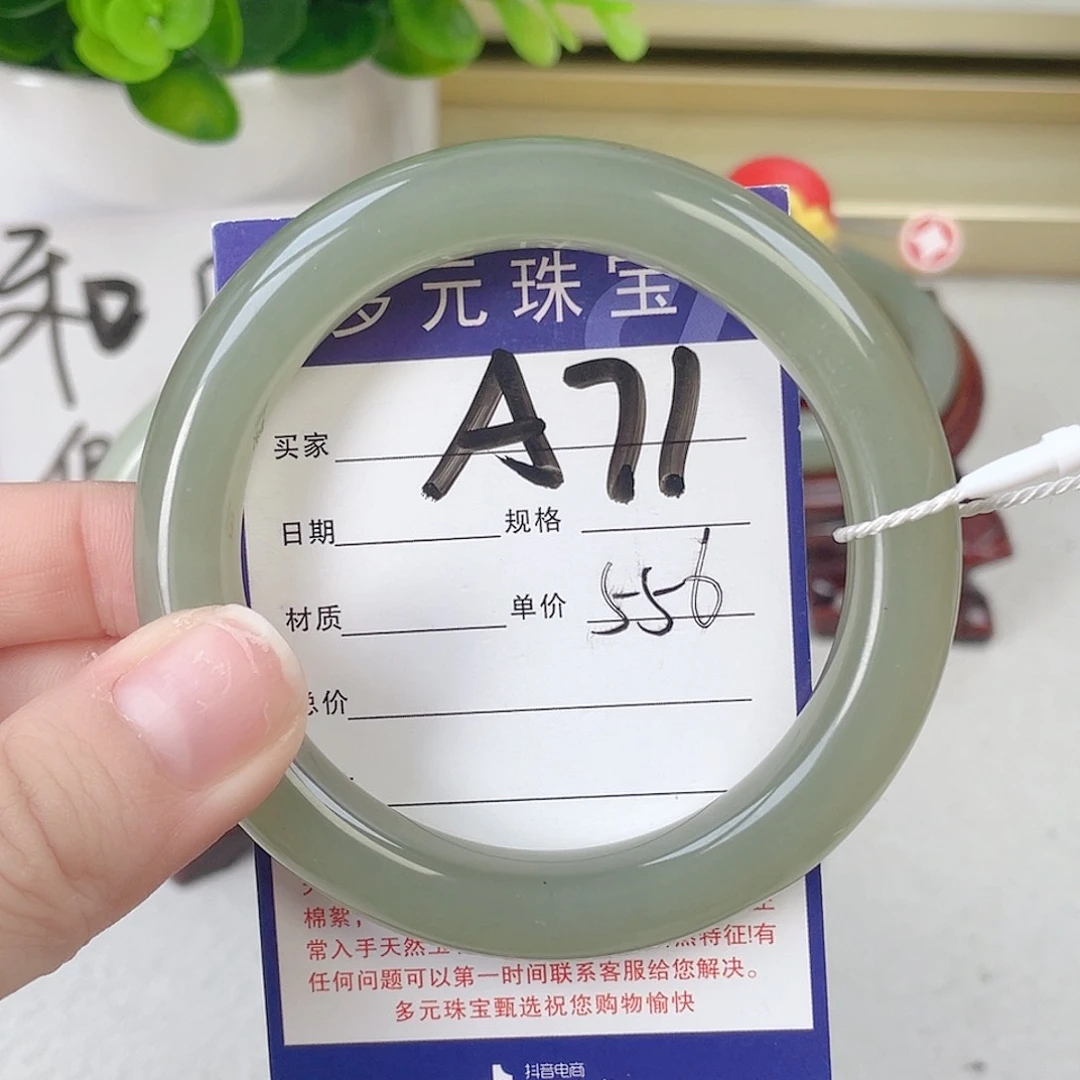 和
多元珠宝
A71
买家
日期 规格
材质 单价 556
总价
棉絮,
常入手天然 特征!有
任何问题可以第一时间联系客服给您解决。
多元珠宝甄选祝您购物愉快
抖音电商